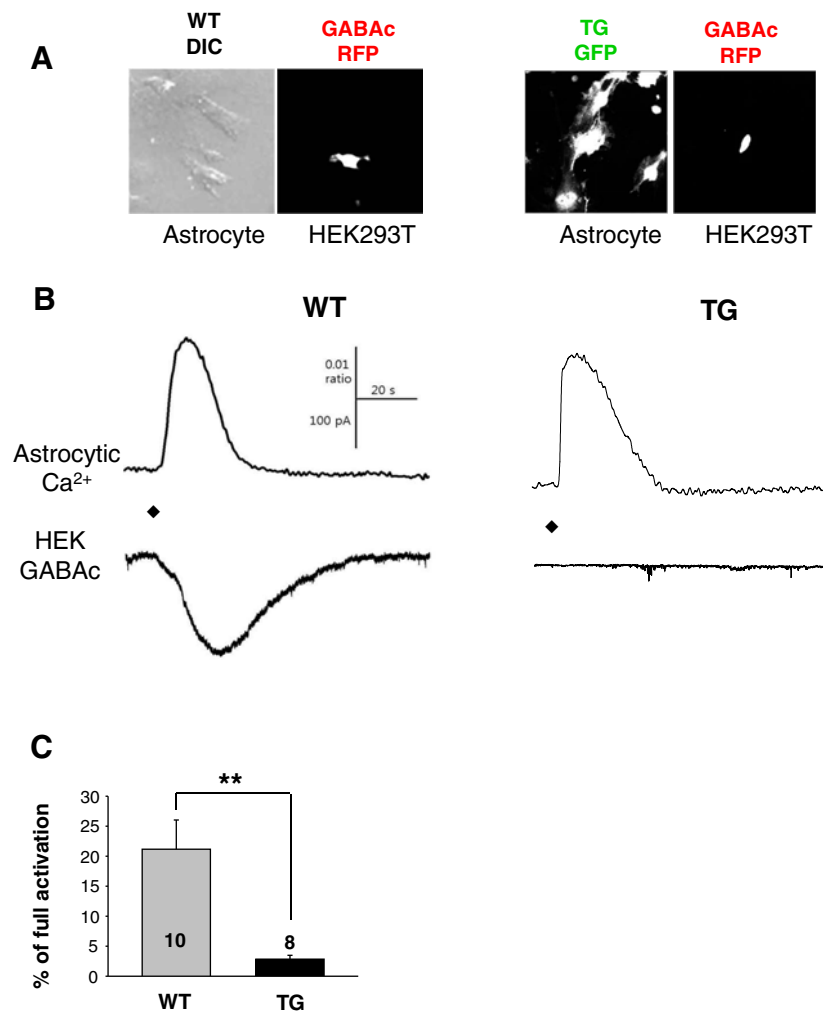 A
WT
DIC
GABAc
RFP
TG
GFP
GABAc
RFP
Astrocyte
HEK293T
Astrocyte
HEK293T
B
WT
TG
0.01
ratio
20 s
100 pA
Astrocytic
Ca²⁺
HEK
GABAc
C
**
% of full activation
30
25
20
15
10
5
0
10
8
WT
TG